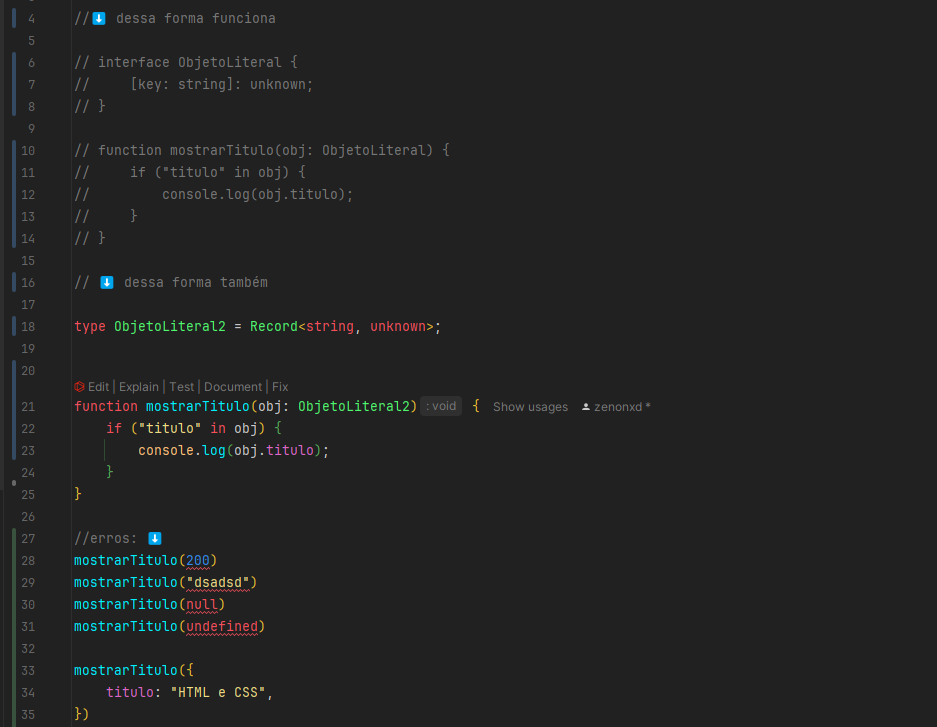 4 //⬇️ dessa forma funciona
5
6 // interface ObjetoLiteral {
7 //     [key: string]: unknown;
8 // }
9
10 // function mostrarTitulo(obj: ObjetoLiteral) {
11 //     if ("titulo" in obj) {
12 //         console.log(obj.titulo);
13 //     }
14 // }
15
16 // ⬇️ dessa forma também
17
18 type ObjetoLiteral2 = Record<string, unknown>;
19
20
Edit | Explain | Test | Document | Fix
21 function mostrarTitulo(obj: ObjetoLiteral2) : void { Show usages zenonxd *
22     if ("titulo" in obj) {
23         console.log(obj.titulo);
24     }
25 }
26
27 //erros: ⬇️
28 mostrarTitulo(200)
29 mostrarTitulo("dsadsd")
30 mostrarTitulo(null)
31 mostrarTitulo(undefined)
32
33 mostrarTitulo({
34     titulo: "HTML e CSS",
35 })